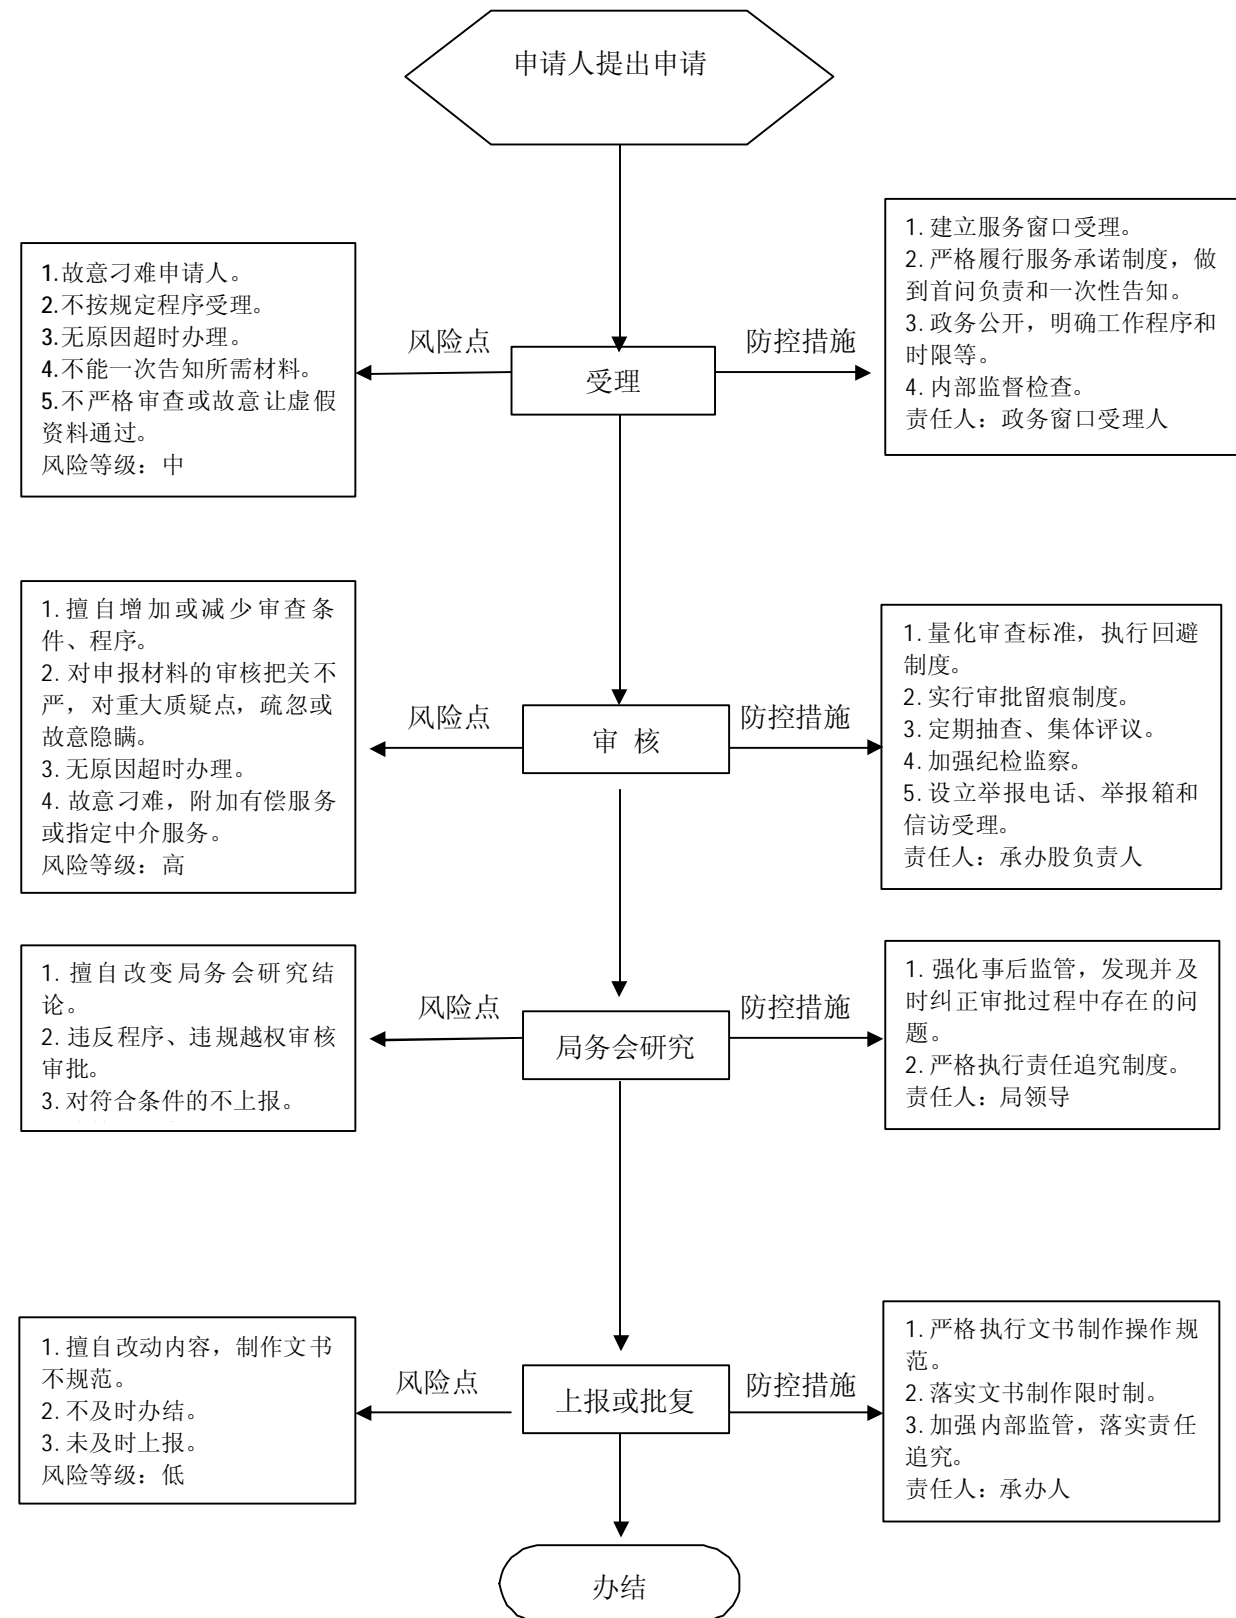 申请人提出申请
1.故意刁难申请人。
2.不按规定程序受理。
3.无原因超时办理。
4.不能一次告知所需材料。
5.不严格审查或故意让虚假
资料通过。
风险等级：中
风险点
受理
防控措施
1.建立服务窗口受理。
2.严格履行服务承诺制度，做
到首问负责和一次性告知。
3.政务公开，明确工作程序和
时限等。
4.内部监督检查。
责任人：政务窗口受理人
1.擅自增加或减少审查条
件、程序。
2.对申报材料的审核把关不
严，对重大质疑点，疏忽或
故意隐瞒。
3.无原因超时办理。
4.故意刁难，附加有偿服务
或指定中介服务。
风险等级：高
风险点
审 核
防控措施
1.量化审查标准，执行回避
制度。
2.实行审批留痕制度。
3.定期抽查、集体评议。
4.加强纪检监察。
5.设立举报电话、举报箱和
信访受理。
责任人：承办股负责人
1.擅自改变局务会研究结
论。
2.违反程序、违规越权审核
审批。
3.对符合条件的不上报。
风险点
局务会研究
防控措施
1.强化事后监管，发现并及
时纠正审批过程中存在的问
题。
2.严格执行责任追究制度。
责任人：局领导
1.擅自改动内容，制作文书
不规范。
2.不及时办结。
3.未及时上报。
风险等级：低
风险点
上报或批复
防控措施
1.严格执行文书制作操作规
范。
2.落实文书制作限时制。
3.加强内部监管，落实责任
追究。
责任人：承办人
办结